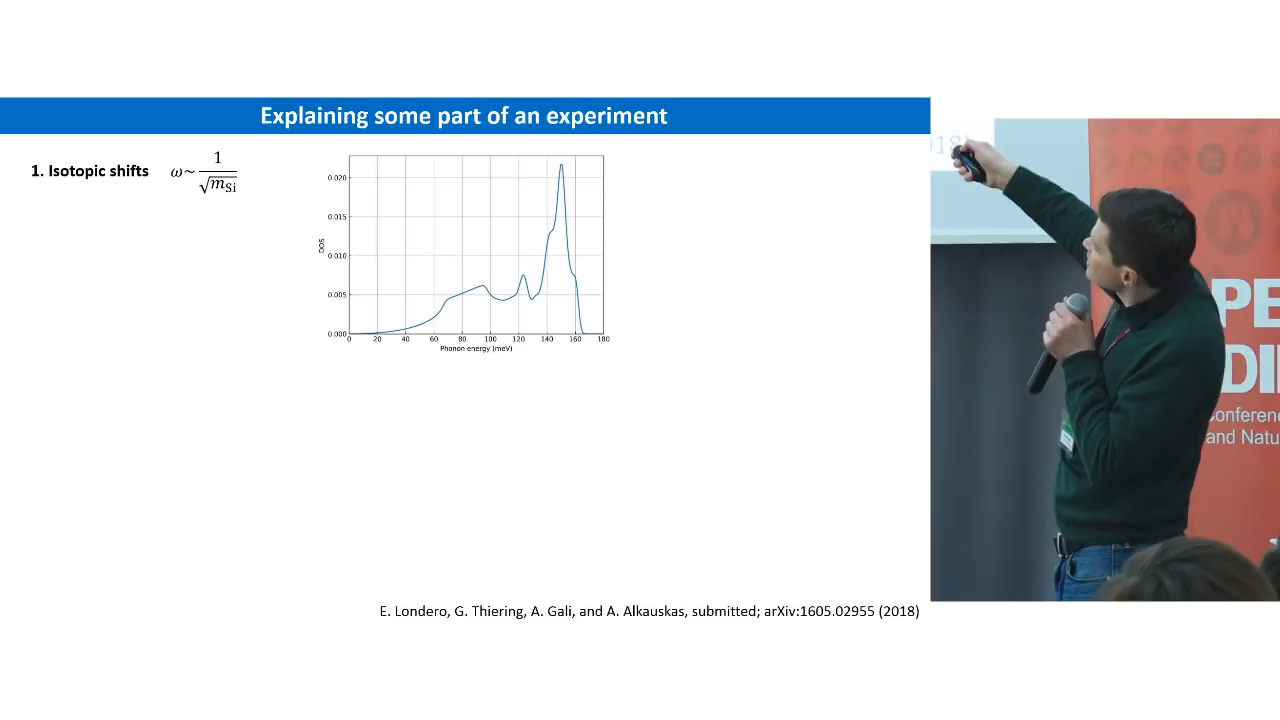 Explaining some part of an experiment
1. Isotopic shifts ω~ 1/√m_Si
0.020
0.015
0.010
0.005
0.000
DOS
0 20 40 60 80 100 120 140 160 180
Phonon energy (meV)
E. Londero, G. Thiering, A. Gali, and A. Alkauskas, submitted; arXiv:1605.02955 (2018)
18)
PE
DI
Conferen
and Natu